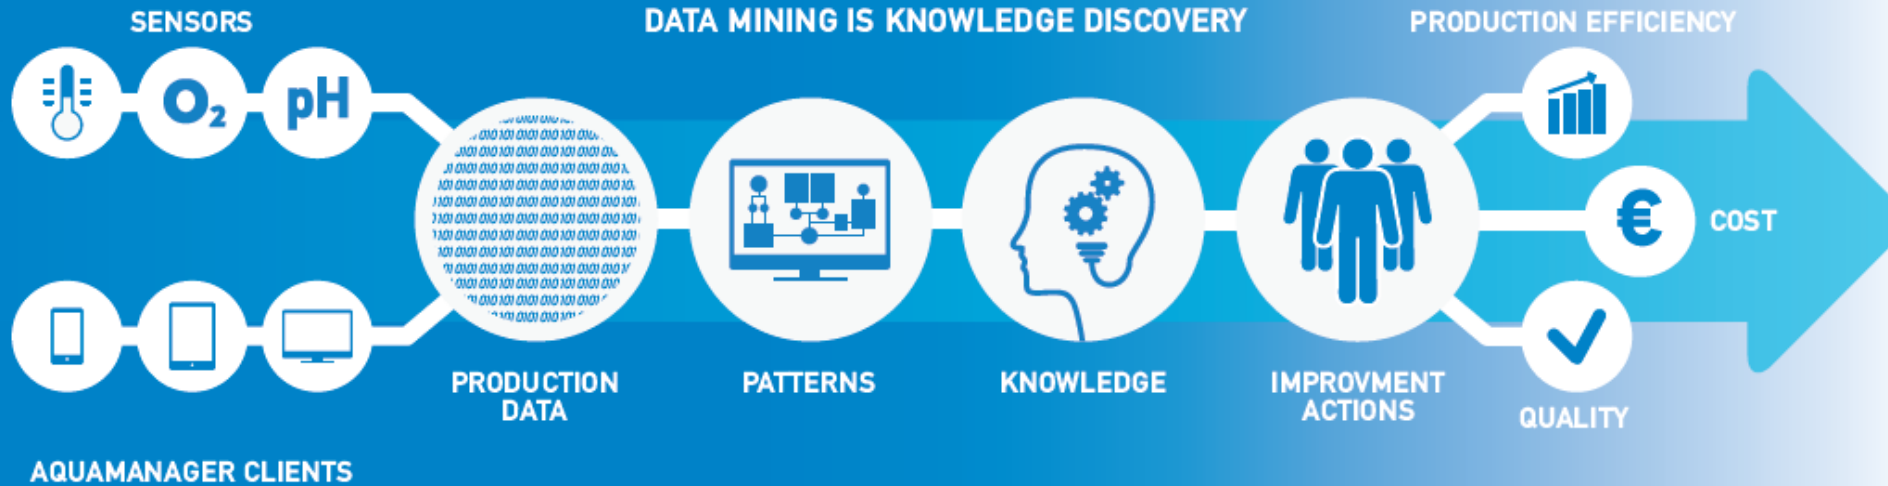 SENSORS
DATA MINING IS KNOWLEDGE DISCOVERY
PRODUCTION EFFICIENCY
O₂
pH
€
COST
PRODUCTION
DATA
PATTERNS
KNOWLEDGE
IMPROVMENT
ACTIONS
QUALITY
AQUAMANAGER CLIENTS